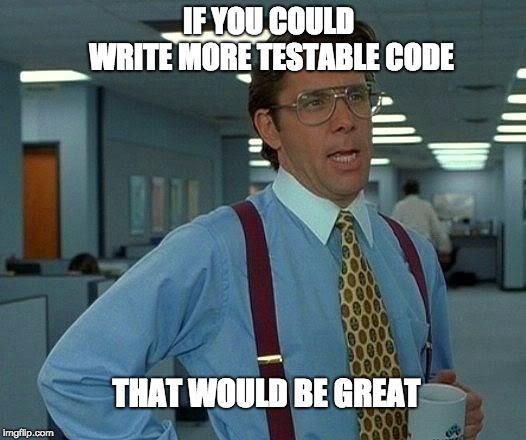 IF YOU COULD
WRITE MORE TESTABLE CODE
THAT WOULD BE GREAT
imgflip.com